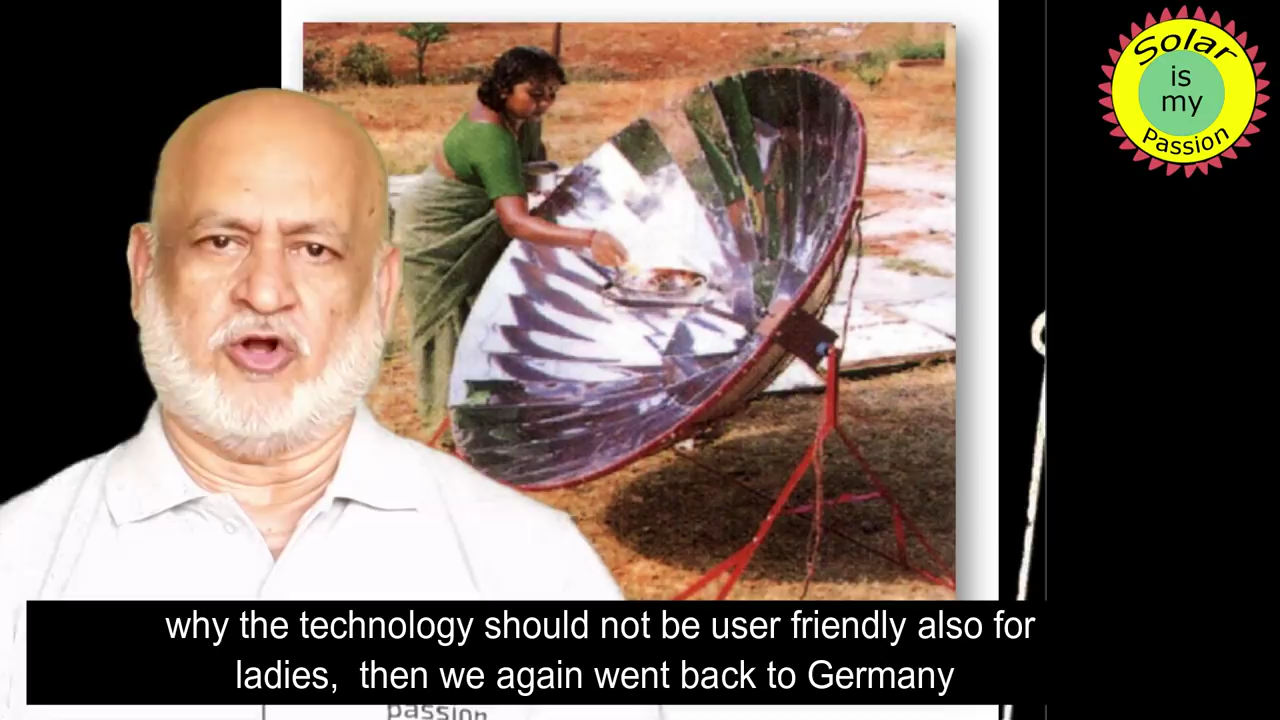 Solar
is
my
Passion
why the technology should not be user friendly also for
ladies,  then we again went back to Germany
passion